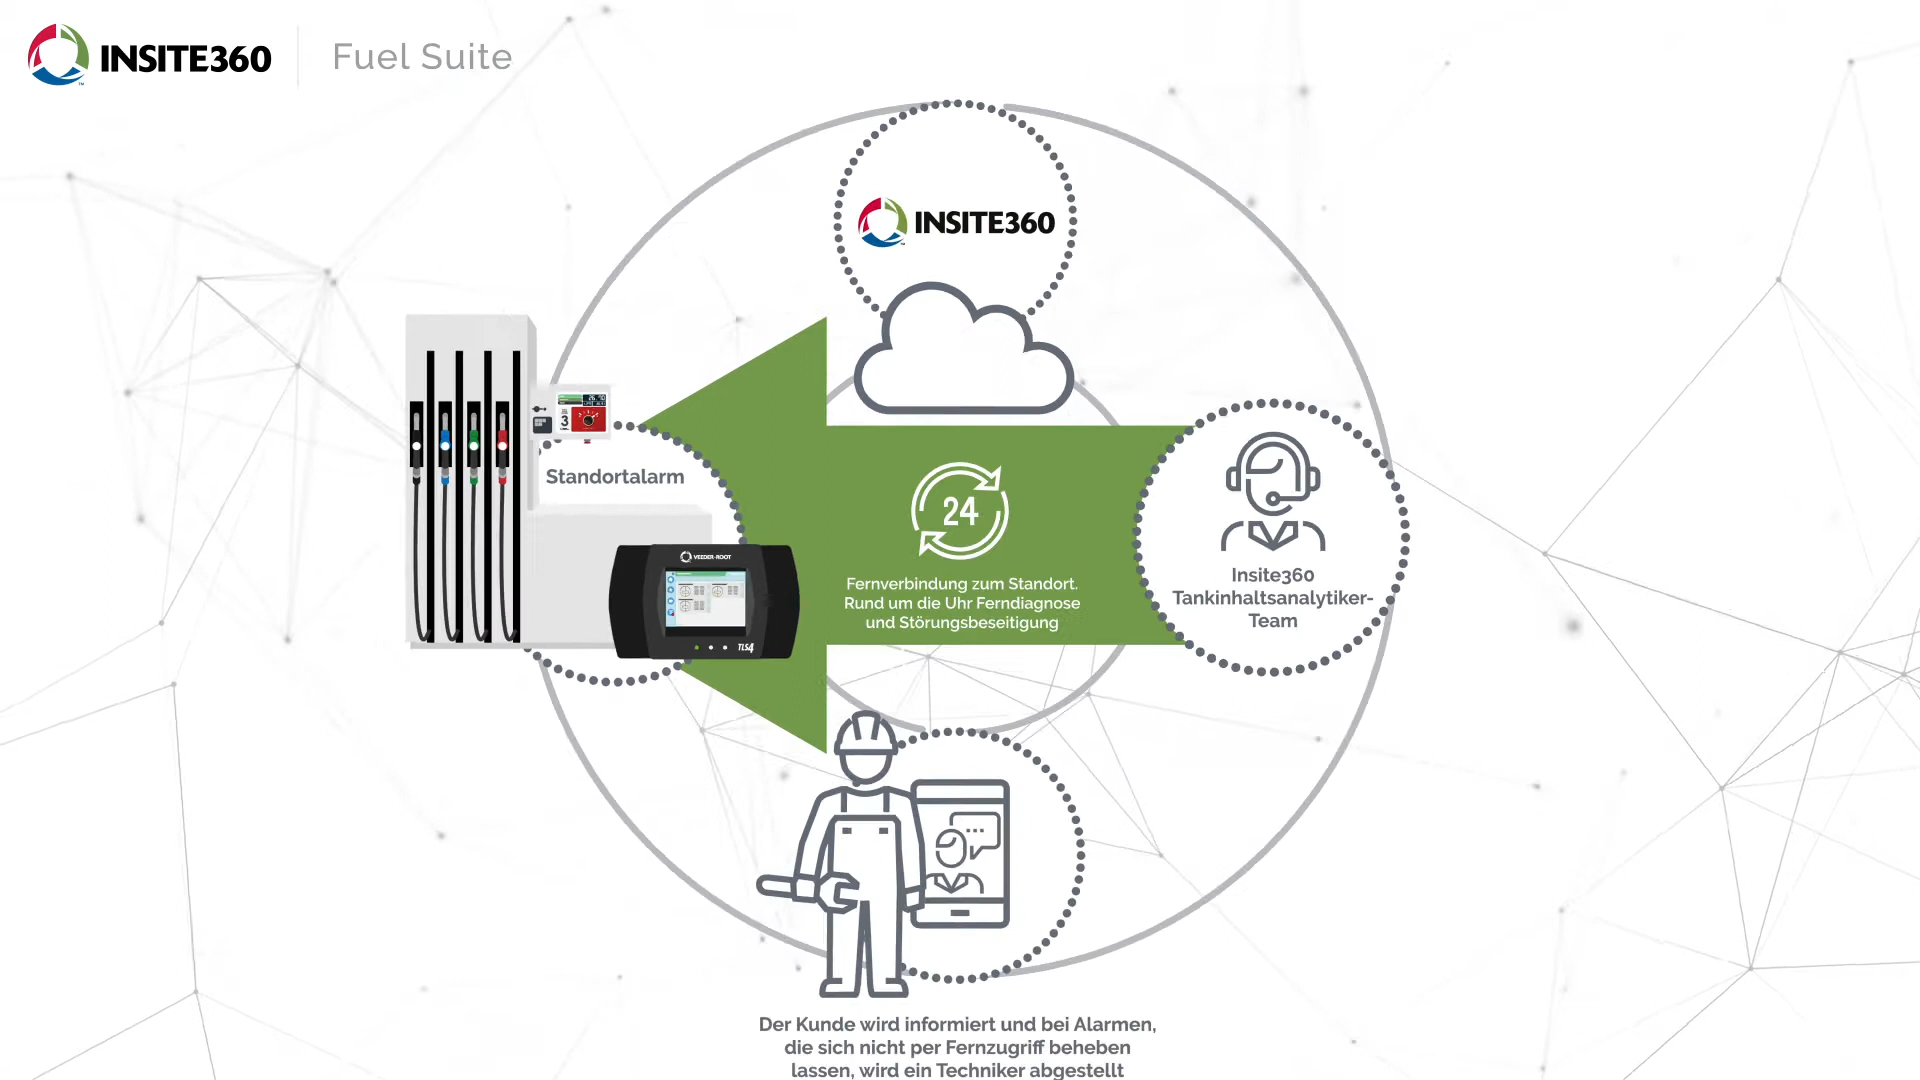 INSITE360
Fuel Suite
INSITE360
Standortalarm
3
VEEDER-ROOT
TLS4
24
Fernverbindung zum Standort.
Rund um die Uhr Ferndiagnose
und Störungsbeseitigung
Insite360
Tankinhaltsanalytiker-
Team
Der Kunde wird informiert und bei Alarmen,
die sich nicht per Fernzugriff beheben
lassen, wird ein Techniker abgestellt